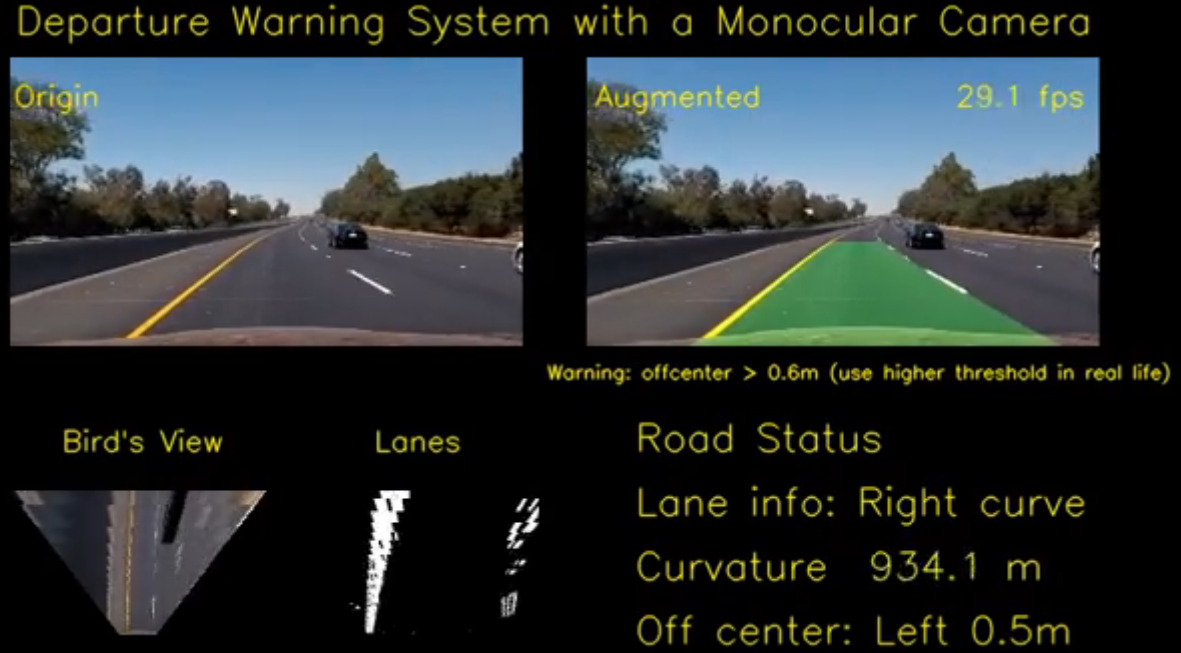 Departure Warning System with a Monocular Camera
Origin
Augmented 29.1 fps
Warning: offcenter > 0.6m (use higher threshold in real life)
Bird's View
Lanes
Road Status
Lane info: Right curve
Curvature 934.1 m
Off center: Left 0.5m